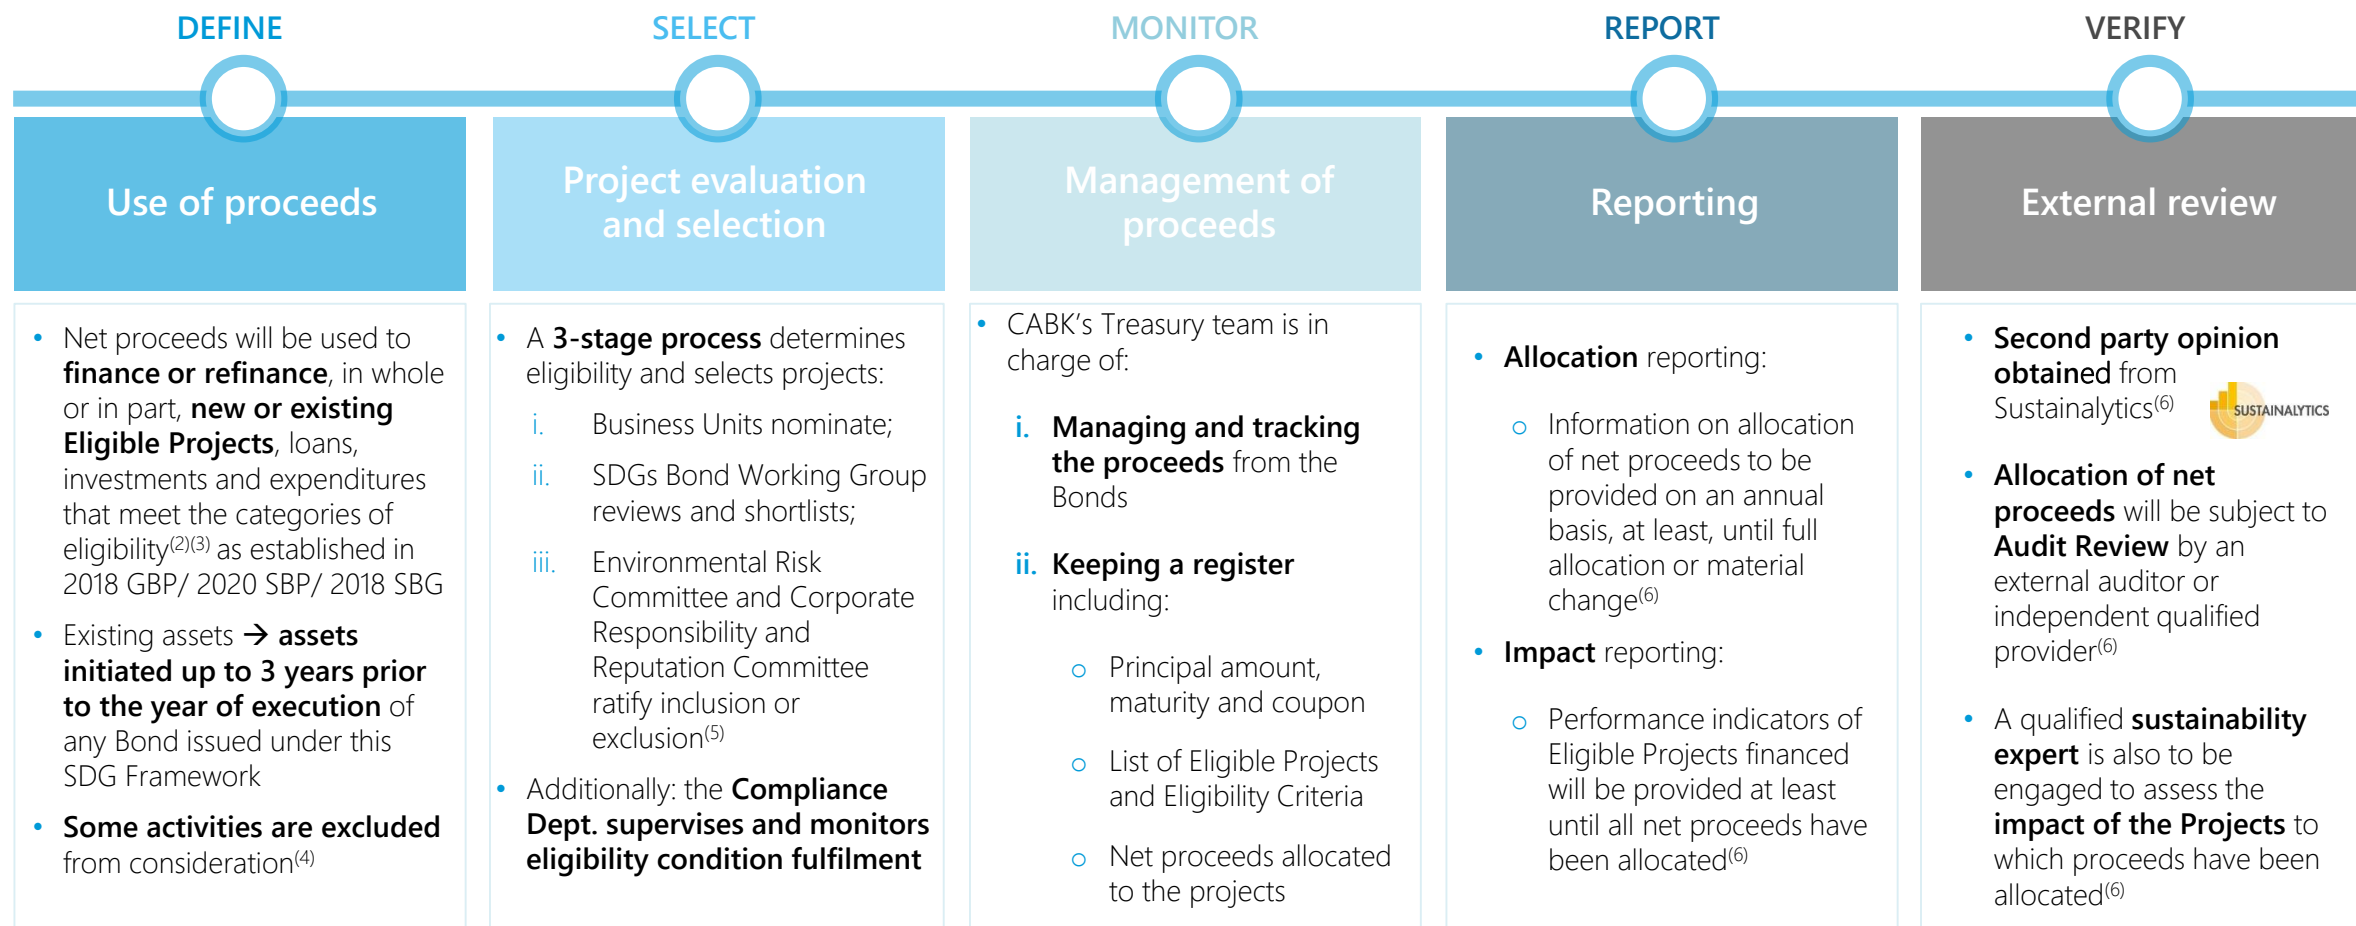 DEFINE
SELECT
MONITOR
REPORT
VERIFY
Use of proceeds
Project evaluation
and selection
Management of
proceeds
Reporting
External review
• Net proceeds will be used to
finance or refinance, in whole
or in part, new or existing
Eligible Projects, loans,
investments and expenditures
that meet the categories of
eligibility(2)(3) as established in
2018 GBP/ 2020 SBP/ 2018 SBG
• Existing assets → assets
initiated up to 3 years prior
to the year of execution of
any Bond issued under this
SDG Framework
• Some activities are excluded
from consideration(4)
• A 3-stage process determines
eligibility and selects projects:
i. Business Units nominate;
ii. SDGs Bond Working Group
reviews and shortlists;
iii. Environmental Risk
Committee and Corporate
Responsibility and
Reputation Committee
ratify inclusion or
exclusion(5)
• Additionally: the Compliance
Dept. supervises and monitors
eligibility condition fulfilment
• CABK's Treasury team is in
charge of:
i. Managing and tracking
the proceeds from the
Bonds
ii. Keeping a register
including:
o Principal amount,
maturity and coupon
o List of Eligible Projects
and Eligibility Criteria
o Net proceeds allocated
to the projects
• Allocation reporting:
o Information on allocation
of net proceeds to be
provided on an annual
basis, at least, until full
allocation or material
change(6)
• Impact reporting:
o Performance indicators of
Eligible Projects financed
will be provided at least
until all net proceeds have
been allocated(6)
• Second party opinion
obtained from
Sustainalytics(6)
SUSTAINALYTICS
• Allocation of net
proceeds will be subject to
Audit Review by an
external auditor or
independent qualified
provider(6)
• A qualified sustainability
expert is also to be
engaged to assess the
impact of the Projects to
which proceeds have been
allocated(6)